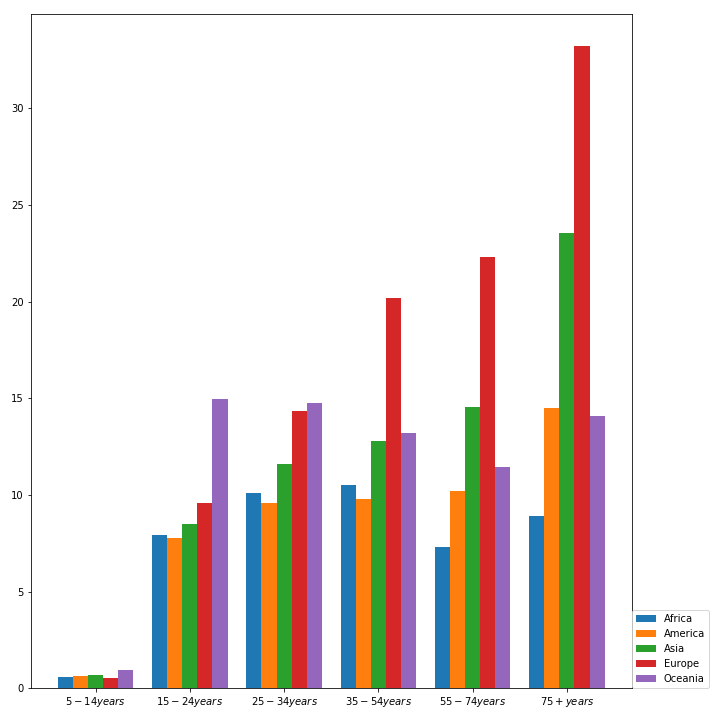 30
25
20
15
10
5
0
5 − 14years 15 − 24years 25 − 34years 35 − 54years 55 − 74years 75 + years
Africa
America
Asia
Europe
Oceania